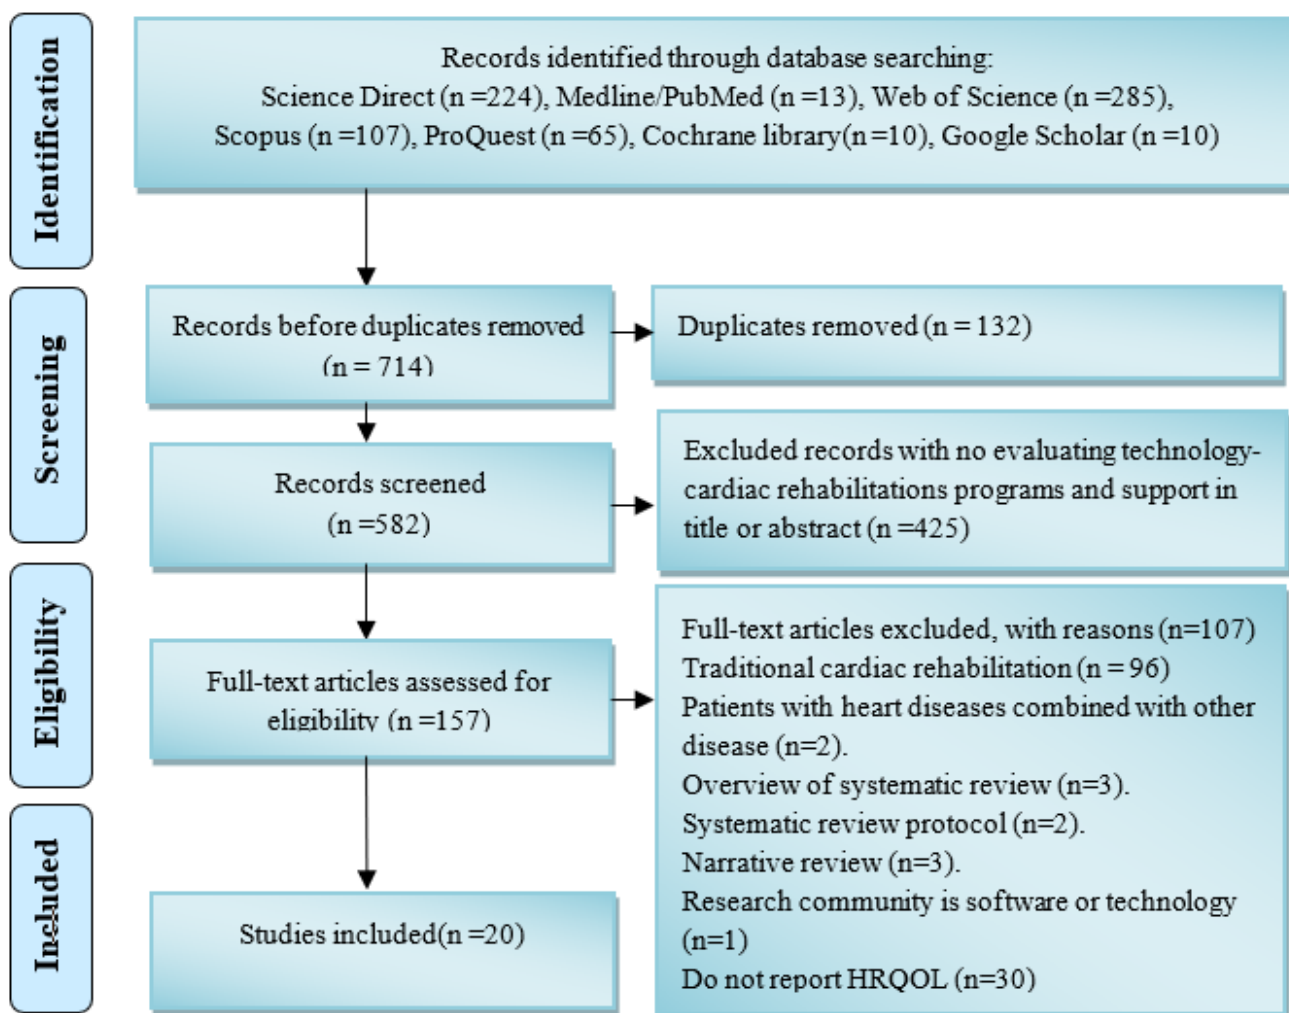 Identification
Records identified through database searching:
Science Direct (n =224), Medline/PubMed (n =13), Web of Science (n =285),
Scopus (n =107), ProQuest (n =65), Cochrane library(n =10), Google Scholar (n =10)
Screening
Records before duplicates removed
(n = 714)
Duplicates removed (n = 132)
Records screened
(n =582)
Excluded records with no evaluating technology-
cardiac rehabilitations programs and support in
title or abstract (n =425)
Eligibility
Full-text articles assessed for
eligibility (n =157)
Full-text articles excluded, with reasons (n=107)
Traditional cardiac rehabilitation (n = 96)
Patients with heart diseases combined with other
disease (n=2).
Overview of systematic review (n=3).
Systematic review protocol (n=2).
Narrative review (n=3).
Research community is software or technology
(n=1)
Do not report HRQOL (n=30)
Included
Studies included(n =20)